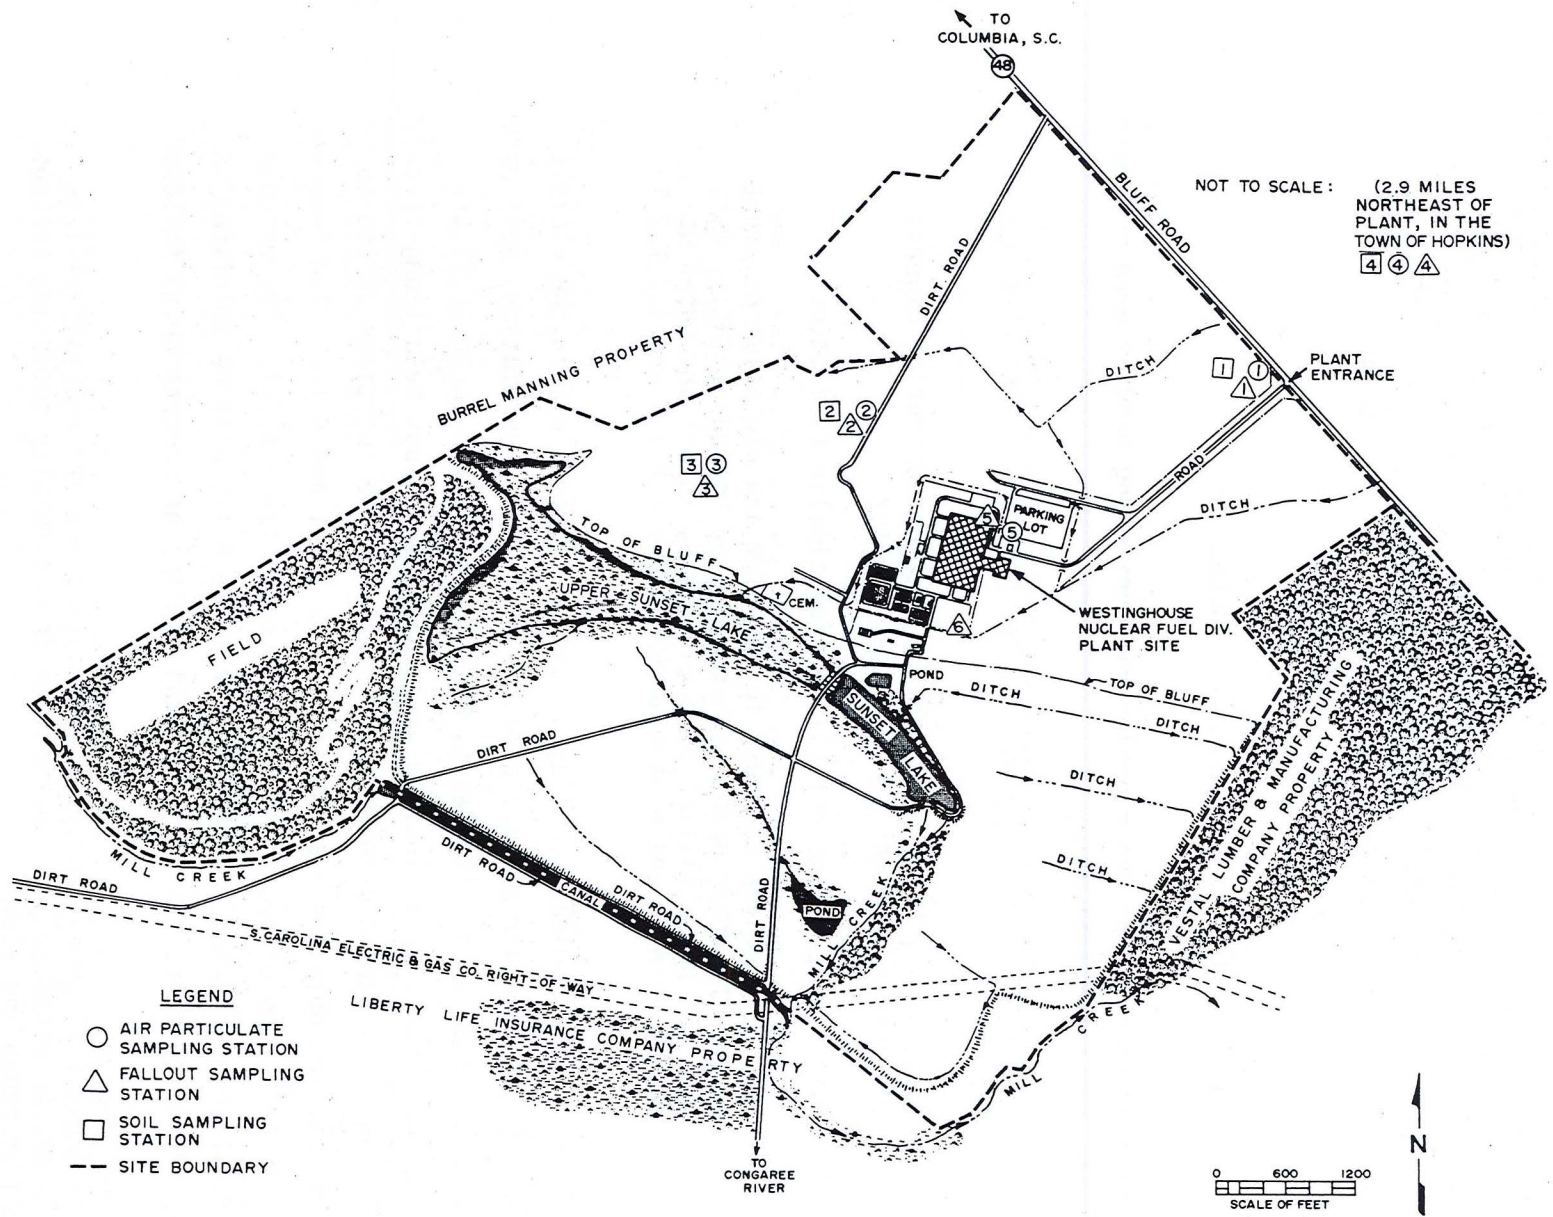 TO
COLUMBIA, S.C.
48
BLUFF ROAD
NOT TO SCALE: (2.9 MILES
NORTHEAST OF
PLANT, IN THE
TOWN OF HOPKINS)
4 4 4
DIRT ROAD
BURREL MANNING PROPERTY
DITCH
1 1
1
PLANT
ENTRANCE
2 2
2
3 3
3
ROAD
DITCH
PARKING
LOT
5
5
TOP OF BLUFF
UPPER SUNSET LAKE
CEM.
6
WESTINGHOUSE
NUCLEAR FUEL DIV.
PLANT SITE
FIELD
POND
DITCH
TOP OF BLUFF
DITCH
SUNSET
LAKE
DIRT ROAD
DITCH
VESTAL LUMBER & MANUFACTURING
COMPANY PROPERTY
DITCH
MILL CREEK
DIRT ROAD
DIRT ROAD
CANAL
DIRT ROAD
DIRT ROAD
POND
MILL CREEK
S. CAROLINA ELECTRIC & GAS CO. RIGHT-OF-WAY
LIBERTY LIFE INSURANCE COMPANY PROPERTY
MILL CREEK
LEGEND
AIR PARTICULATE
SAMPLING STATION
FALLOUT SAMPLING
STATION
SOIL SAMPLING
STATION
SITE BOUNDARY
TO
CONGAREE
RIVER
N
0 600 1200
SCALE OF FEET